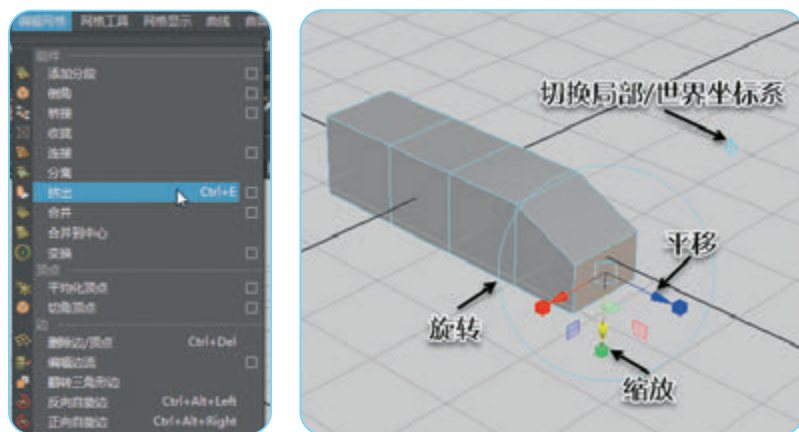 编辑网格 网格工具 网格显示 曲线
组件
添加分段
倒角
桥接
收拢
连接
分离
挤出 Ctrl+E
合并
合并到中心
变换
顶点
平均化顶点
切角顶点
边
删除边/顶点 Ctrl+Del
编辑边流
翻转三角形边
反向自旋边 Ctrl+Alt+Left
正向自旋边 Ctrl+Alt+Right
切换局部/世界坐标系
平移
旋转
缩放